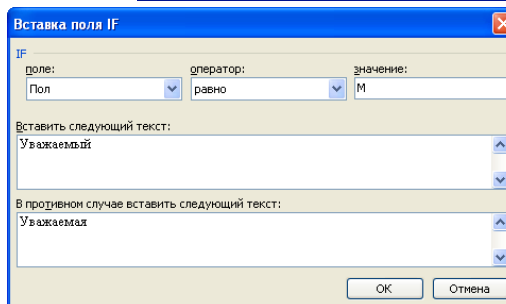 Вставка поля IF
IF
поле: оператор: значение:
Пол равно М
Вставить следующий текст:
Уважаемый
В противном случае вставить следующий текст:
Уважаемая
ОК Отмена